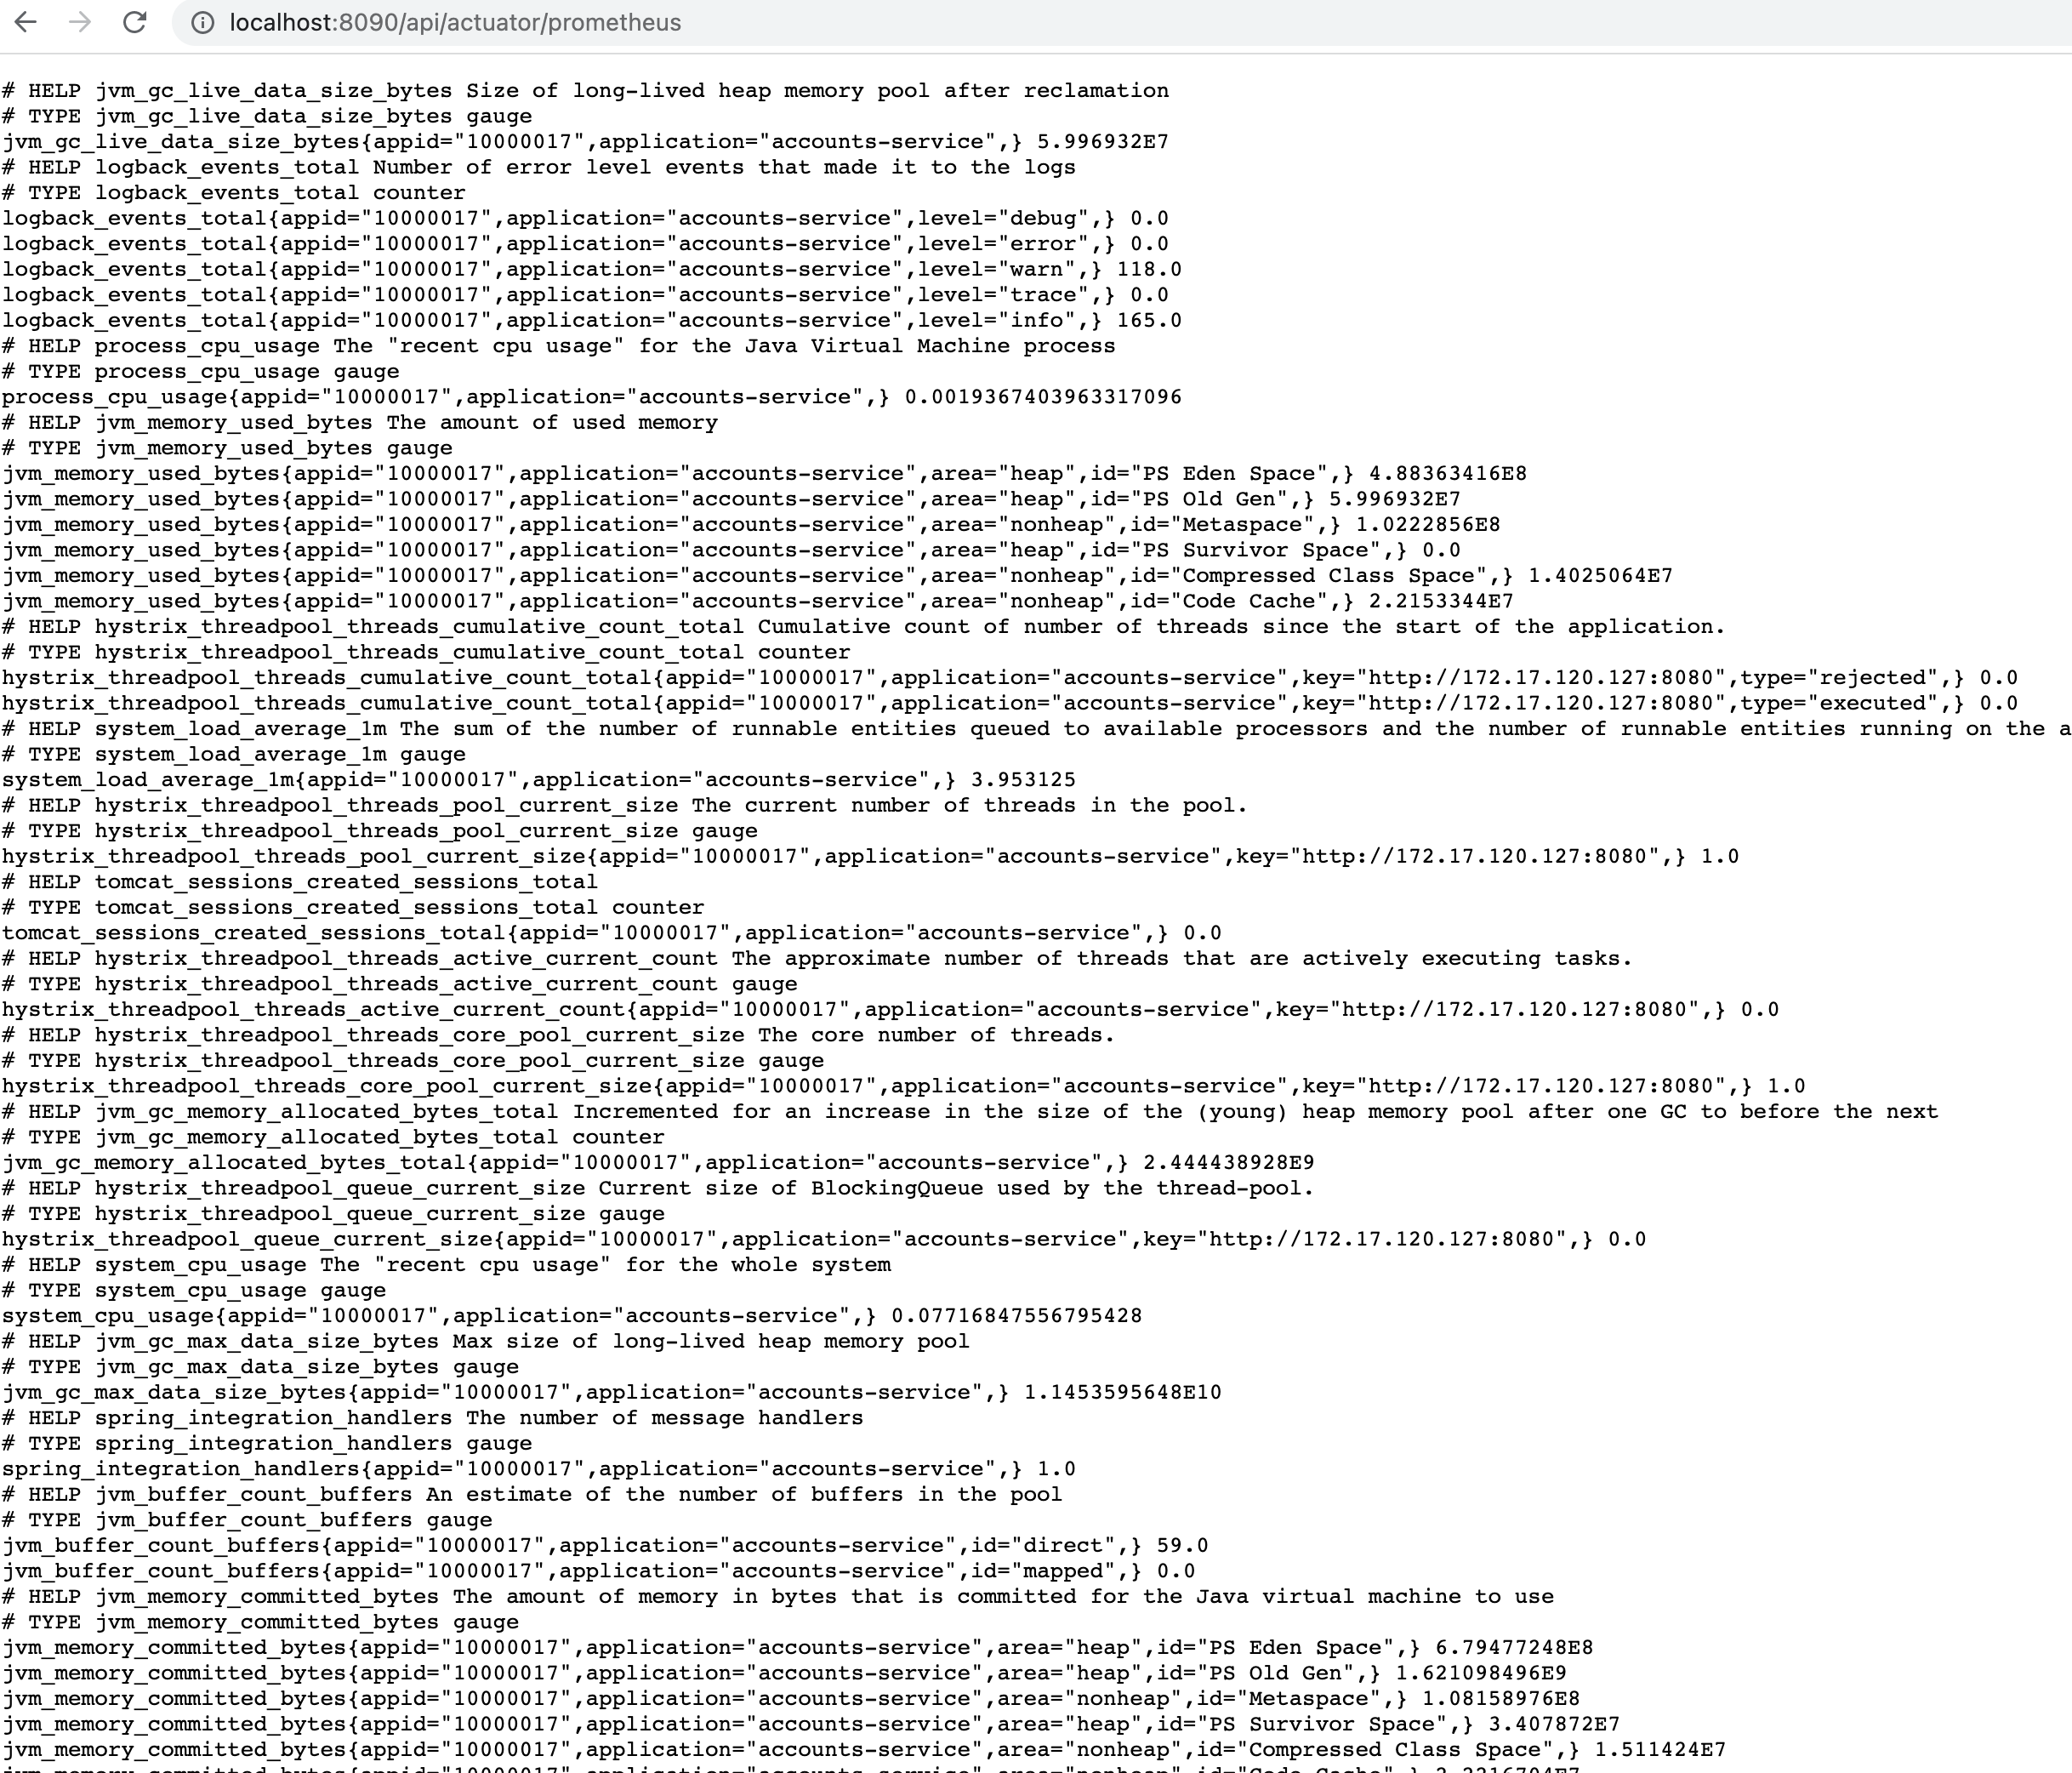 localhost:8090/api/actuator/prometheus
# HELP jvm_gc_live_data_size_bytes Size of long-lived heap memory pool after reclamation
# TYPE jvm_gc_live_data_size_bytes gauge
jvm_gc_live_data_size_bytes{appid="10000017",application="accounts-service",} 5.996932E7
# HELP logback_events_total Number of error level events that made it to the logs
# TYPE logback_events_total counter
logback_events_total{appid="10000017",application="accounts-service",level="debug",} 0.0
logback_events_total{appid="10000017",application="accounts-service",level="error",} 0.0
logback_events_total{appid="10000017",application="accounts-service",level="warn",} 118.0
logback_events_total{appid="10000017",application="accounts-service",level="trace",} 0.0
logback_events_total{appid="10000017",application="accounts-service",level="info",} 165.0
# HELP process_cpu_usage The "recent cpu usage" for the Java Virtual Machine process
# TYPE process_cpu_usage gauge
process_cpu_usage{appid="10000017",application="accounts-service",} 0.0019367403963317096
# HELP jvm_memory_used_bytes The amount of used memory
# TYPE jvm_memory_used_bytes gauge
jvm_memory_used_bytes{appid="10000017",application="accounts-service",area="heap",id="PS Eden Space",} 4.88363416E8
jvm_memory_used_bytes{appid="10000017",application="accounts-service",area="heap",id="PS Old Gen",} 5.996932E7
jvm_memory_used_bytes{appid="10000017",application="accounts-service",area="nonheap",id="Metaspace",} 1.0222856E8
jvm_memory_used_bytes{appid="10000017",application="accounts-service",area="heap",id="PS Survivor Space",} 0.0
jvm_memory_used_bytes{appid="10000017",application="accounts-service",area="nonheap",id="Compressed Class Space",} 1.4025064E7
jvm_memory_used_bytes{appid="10000017",application="accounts-service",area="nonheap",id="Code Cache",} 2.2153344E7
# HELP hystrix_threadpool_threads_cumulative_count_total Cumulative count of number of threads since the start of the application.
# TYPE hystrix_threadpool_threads_cumulative_count_total counter
hystrix_threadpool_threads_cumulative_count_total{appid="10000017",application="accounts-service",key="http://172.17.120.127:8080",type="rejected",} 0.0
hystrix_threadpool_threads_cumulative_count_total{appid="10000017",application="accounts-service",key="http://172.17.120.127:8080",type="executed",} 0.0
# HELP system_load_average_1m The sum of the number of runnable entities queued to available processors and the number of runnable entities running on the a
# TYPE system_load_average_1m gauge
system_load_average_1m{appid="10000017",application="accounts-service",} 3.953125
# HELP hystrix_threadpool_threads_pool_current_size The current number of threads in the pool.
# TYPE hystrix_threadpool_threads_pool_current_size gauge
hystrix_threadpool_threads_pool_current_size{appid="10000017",application="accounts-service",key="http://172.17.120.127:8080",} 1.0
# HELP tomcat_sessions_created_sessions_total
# TYPE tomcat_sessions_created_sessions_total counter
tomcat_sessions_created_sessions_total{appid="10000017",application="accounts-service",} 0.0
# HELP hystrix_threadpool_threads_active_current_count The approximate number of threads that are actively executing tasks.
# TYPE hystrix_threadpool_threads_active_current_count gauge
hystrix_threadpool_threads_active_current_count{appid="10000017",application="accounts-service",key="http://172.17.120.127:8080",} 0.0
# HELP hystrix_threadpool_threads_core_pool_current_size The core number of threads.
# TYPE hystrix_threadpool_threads_core_pool_current_size gauge
hystrix_threadpool_threads_core_pool_current_size{appid="10000017",application="accounts-service",key="http://172.17.120.127:8080",} 1.0
# HELP jvm_gc_memory_allocated_bytes_total Incremented for an increase in the size of the (young) heap memory pool after one GC to before the next
# TYPE jvm_gc_memory_allocated_bytes_total counter
jvm_gc_memory_allocated_bytes_total{appid="10000017",application="accounts-service",} 2.444438928E9
# HELP hystrix_threadpool_queue_current_size Current size of BlockingQueue used by the thread-pool.
# TYPE hystrix_threadpool_queue_current_size gauge
hystrix_threadpool_queue_current_size{appid="10000017",application="accounts-service",key="http://172.17.120.127:8080",} 0.0
# HELP system_cpu_usage The "recent cpu usage" for the whole system
# TYPE system_cpu_usage gauge
system_cpu_usage{appid="10000017",application="accounts-service",} 0.07716847556795428
# HELP jvm_gc_max_data_size_bytes Max size of long-lived heap memory pool
# TYPE jvm_gc_max_data_size_bytes gauge
jvm_gc_max_data_size_bytes{appid="10000017",application="accounts-service",} 1.1453595648E10
# HELP spring_integration_handlers The number of message handlers
# TYPE spring_integration_handlers gauge
spring_integration_handlers{appid="10000017",application="accounts-service",} 1.0
# HELP jvm_buffer_count_buffers An estimate of the number of buffers in the pool
# TYPE jvm_buffer_count_buffers gauge
jvm_buffer_count_buffers{appid="10000017",application="accounts-service",id="direct",} 59.0
jvm_buffer_count_buffers{appid="10000017",application="accounts-service",id="mapped",} 0.0
# HELP jvm_memory_committed_bytes The amount of memory in bytes that is committed for the Java virtual machine to use
# TYPE jvm_memory_committed_bytes gauge
jvm_memory_committed_bytes{appid="10000017",application="accounts-service",area="heap",id="PS Eden Space",} 6.79477248E8
jvm_memory_committed_bytes{appid="10000017",application="accounts-service",area="heap",id="PS Old Gen",} 1.621098496E9
jvm_memory_committed_bytes{appid="10000017",application="accounts-service",area="nonheap",id="Metaspace",} 1.08158976E8
jvm_memory_committed_bytes{appid="10000017",application="accounts-service",area="heap",id="PS Survivor Space",} 3.407872E7
jvm_memory_committed_bytes{appid="10000017",application="accounts-service",area="nonheap",id="Compressed Class Space",} 1.511424E7